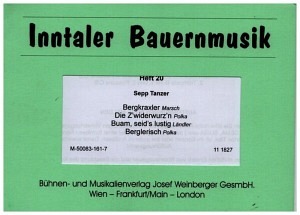 Inntaler Bauernmusik
Heft 20
Sepp Tanzer
Bergkraxler Marsch
Die Z'widerwurz'n Polka
Buam, seid's lustig Ländler
Berglerisch Polka
M-50083-161-7 11 1827
Bühnen- und Musikalienverlag Josef Weinberger GesmbH.
Wien – Frankfurt/Main – London